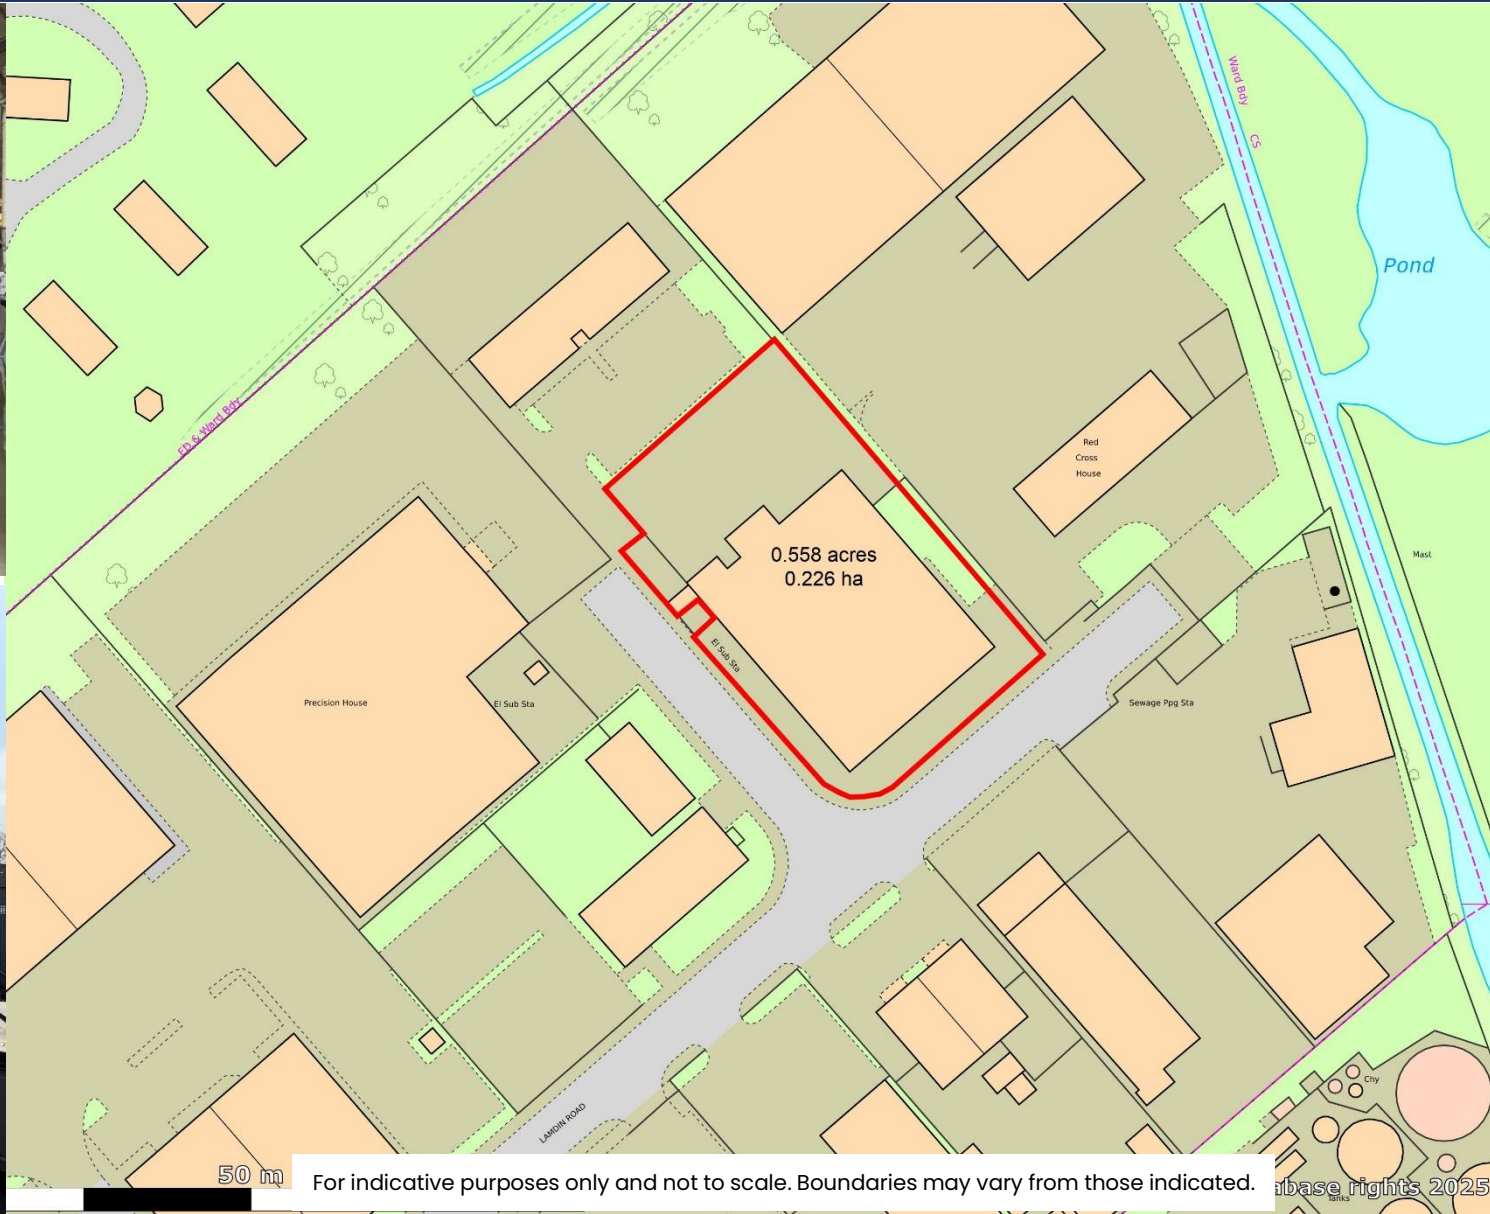 Ward Bdy
CS
Pond
ED & Ward Bdy
Red
Cross
House
0.558 acres
0.226 ha
Mast
El Sub Sta
Precision House
El Sub Sta
Sewage Ppg Sta
Chy
LAMDIN ROAD
50 m
For indicative purposes only and not to scale. Boundaries may vary from those indicated.
abase rights 2025
Tanks